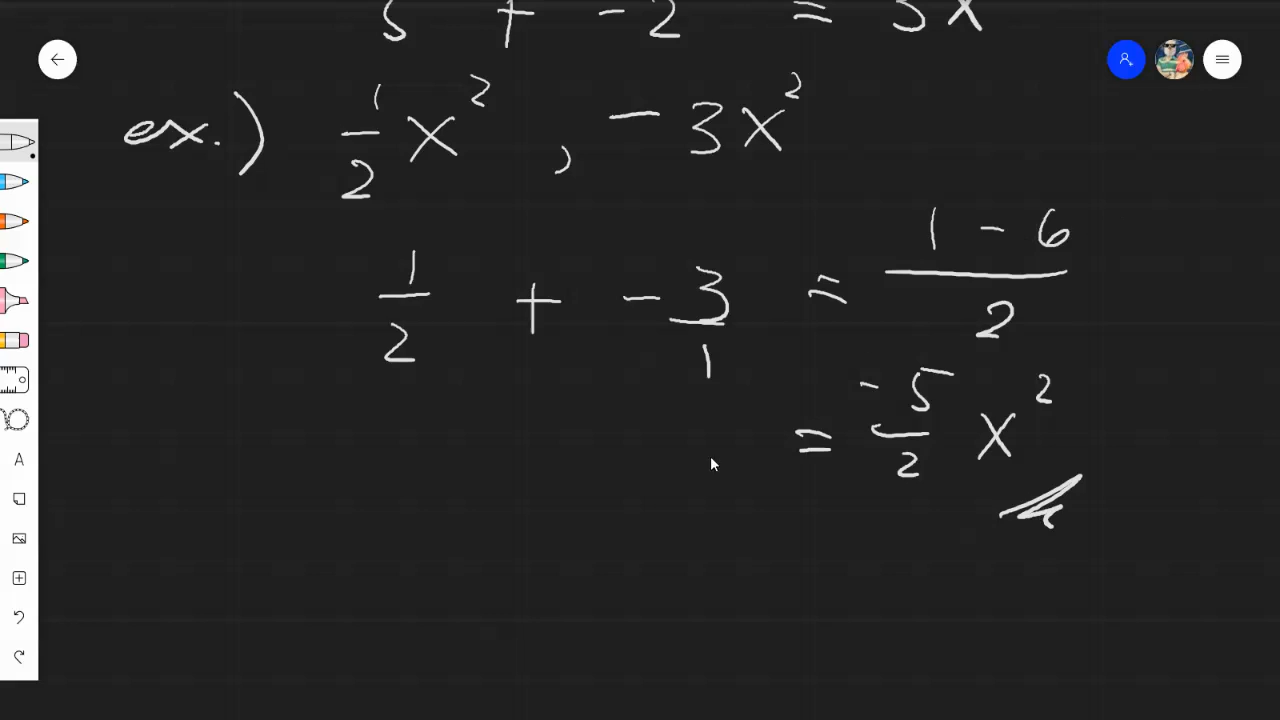 5 + -2 = 3x
ex.) 1/2 x², -3x²
1/2 + -3/1 = (1 - 6)/2
= -5/2 x²
A